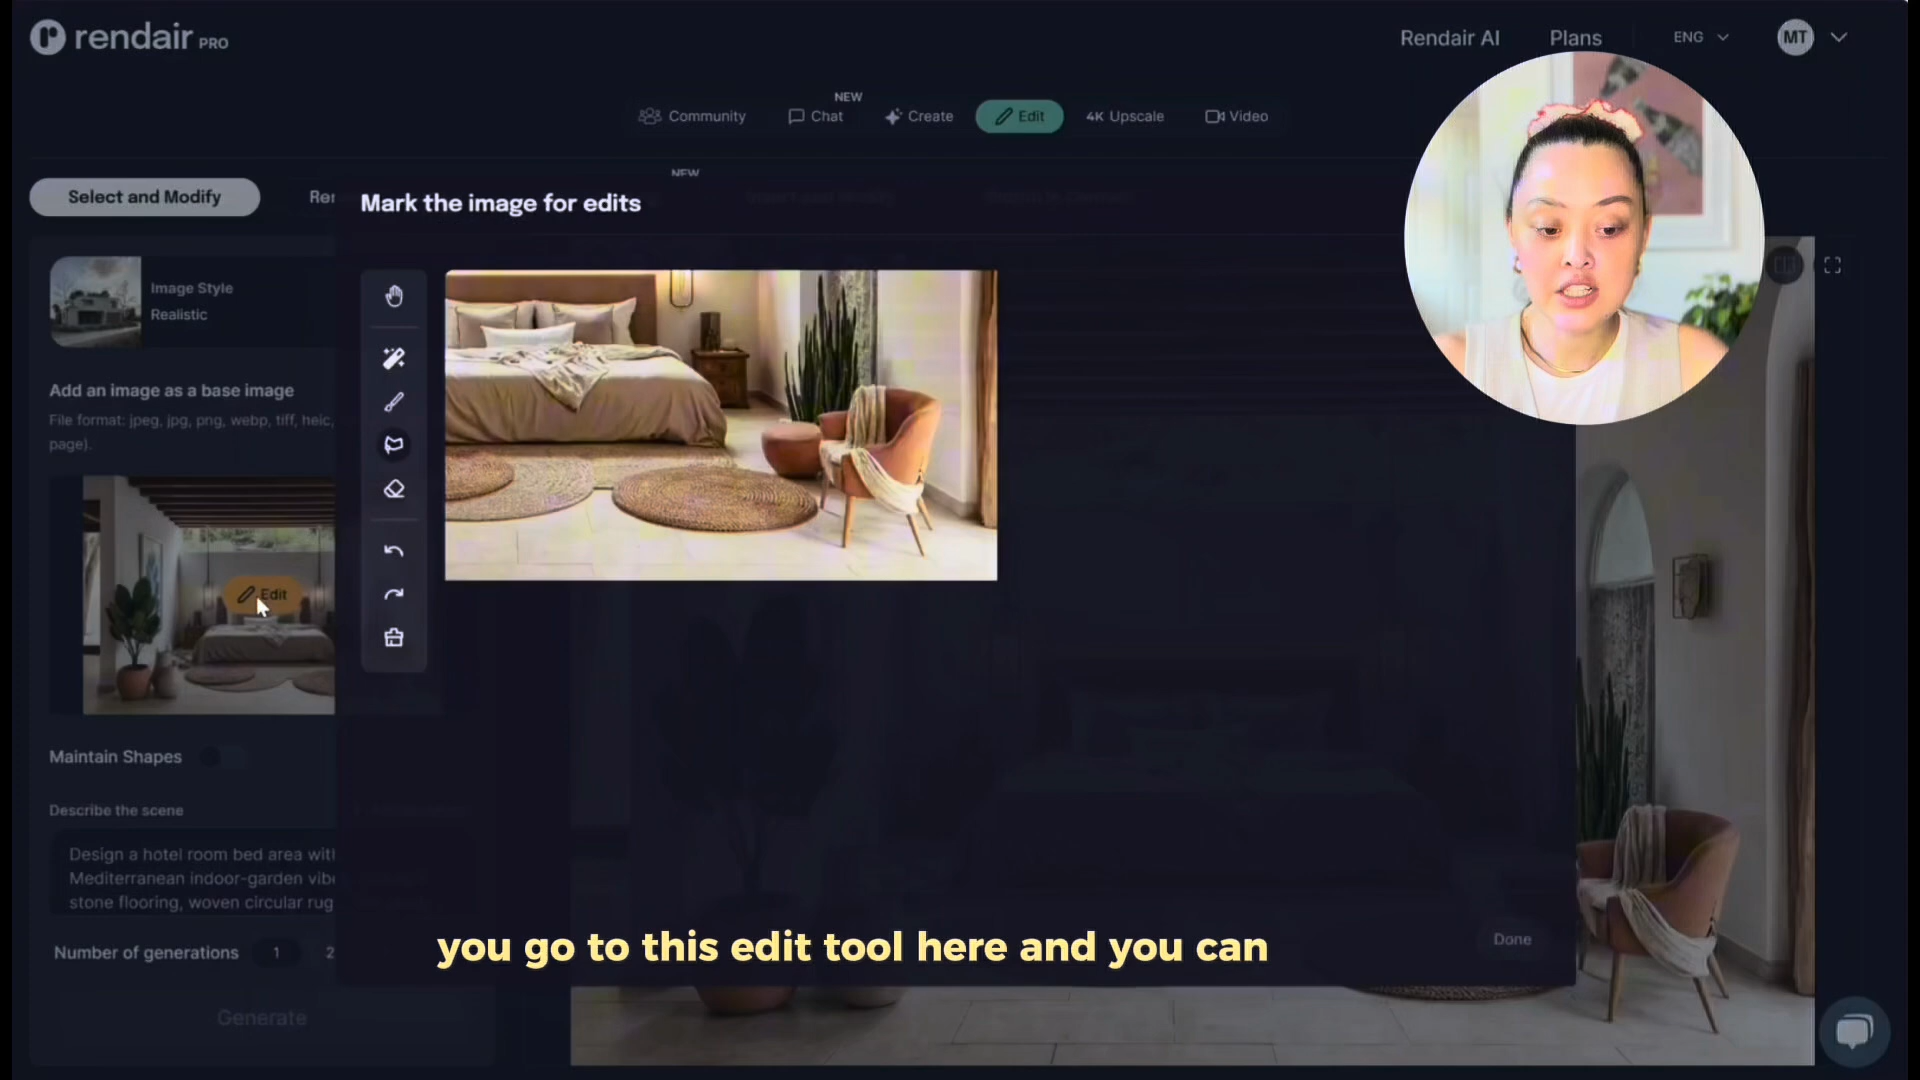 rendair PRO
Rendair AI
Plans
ENG
MT
Community
NEW
Chat
Create
Edit
4K Upscale
Video
Select and Modify
NEW
Mark the image for edits
Image Style
Realistic
Add an image as a base image
File format: jpeg, jpg, png, webp, tiff, heic,
page).
Edit
Maintain Shapes
Describe the scene
Design a hotel room bed area
Mediterranean indoor-garden
stone flooring, woven circular rug
Number of generations 1 2
Generate
you go to this edit tool here and you can
Done